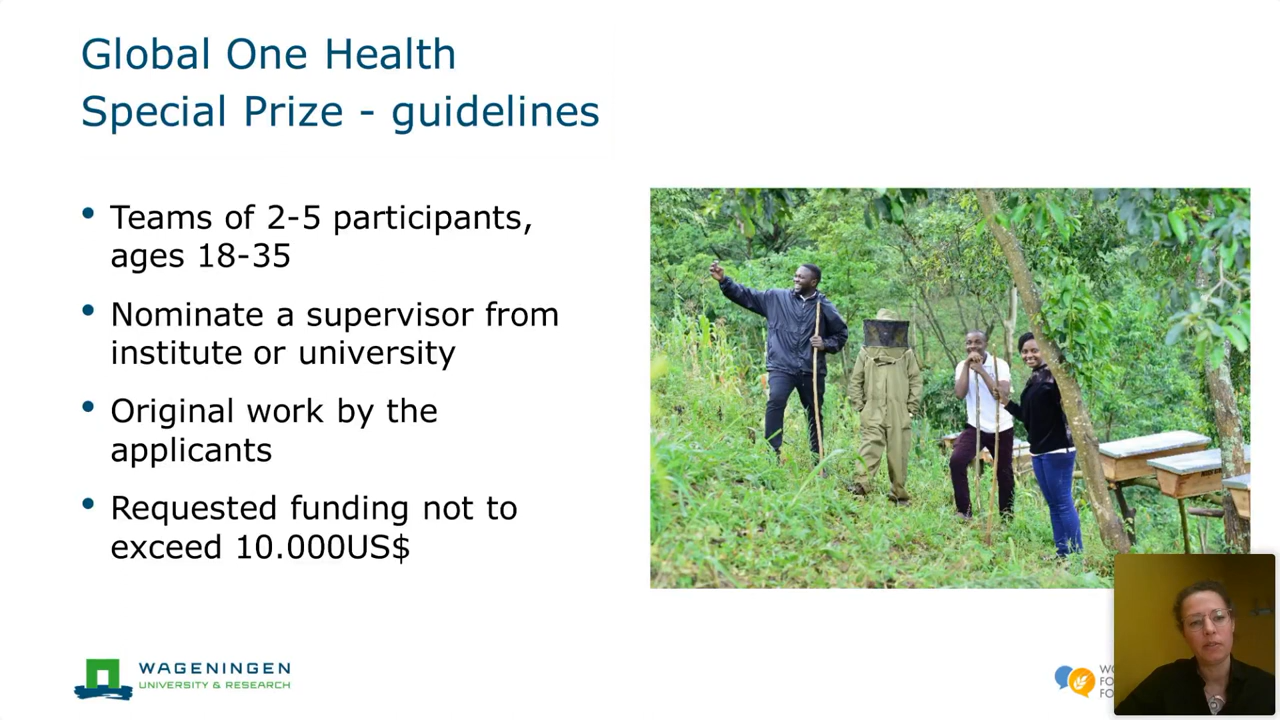 Global One Health
Special Prize - guidelines
• Teams of 2-5 participants,
ages 18-35
• Nominate a supervisor from
institute or university
• Original work by the
applicants
• Requested funding not to
exceed 10.000US$
WAGENINGEN
UNIVERSITY & RESEARCH